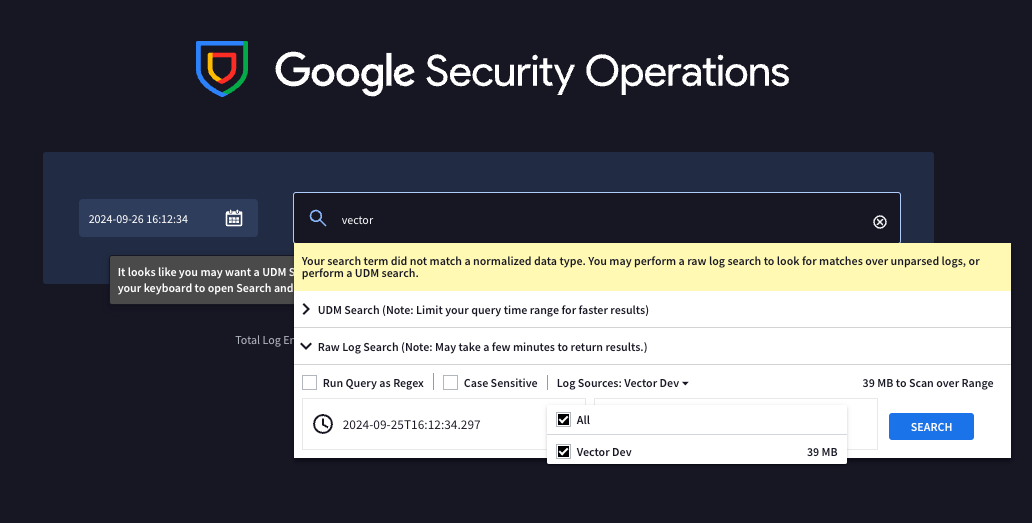 Google Security Operations
2024-09-26 16:12:34
vector
Your search term did not match a normalized data type. You may perform a raw log search to look for matches over unparsed logs, or
perform a UDM search.
It looks like you may want a UDM
your keyboard to open Search and
UDM Search (Note: Limit your query time range for faster results)
Total Log
Raw Log Search (Note: May take a few minutes to return results.)
Run Query as Regex
Case Sensitive
Log Sources: Vector Dev
39 MB to Scan over Range
2024-09-25T16:12:34.297
All
SEARCH
Vector Dev
39 MB